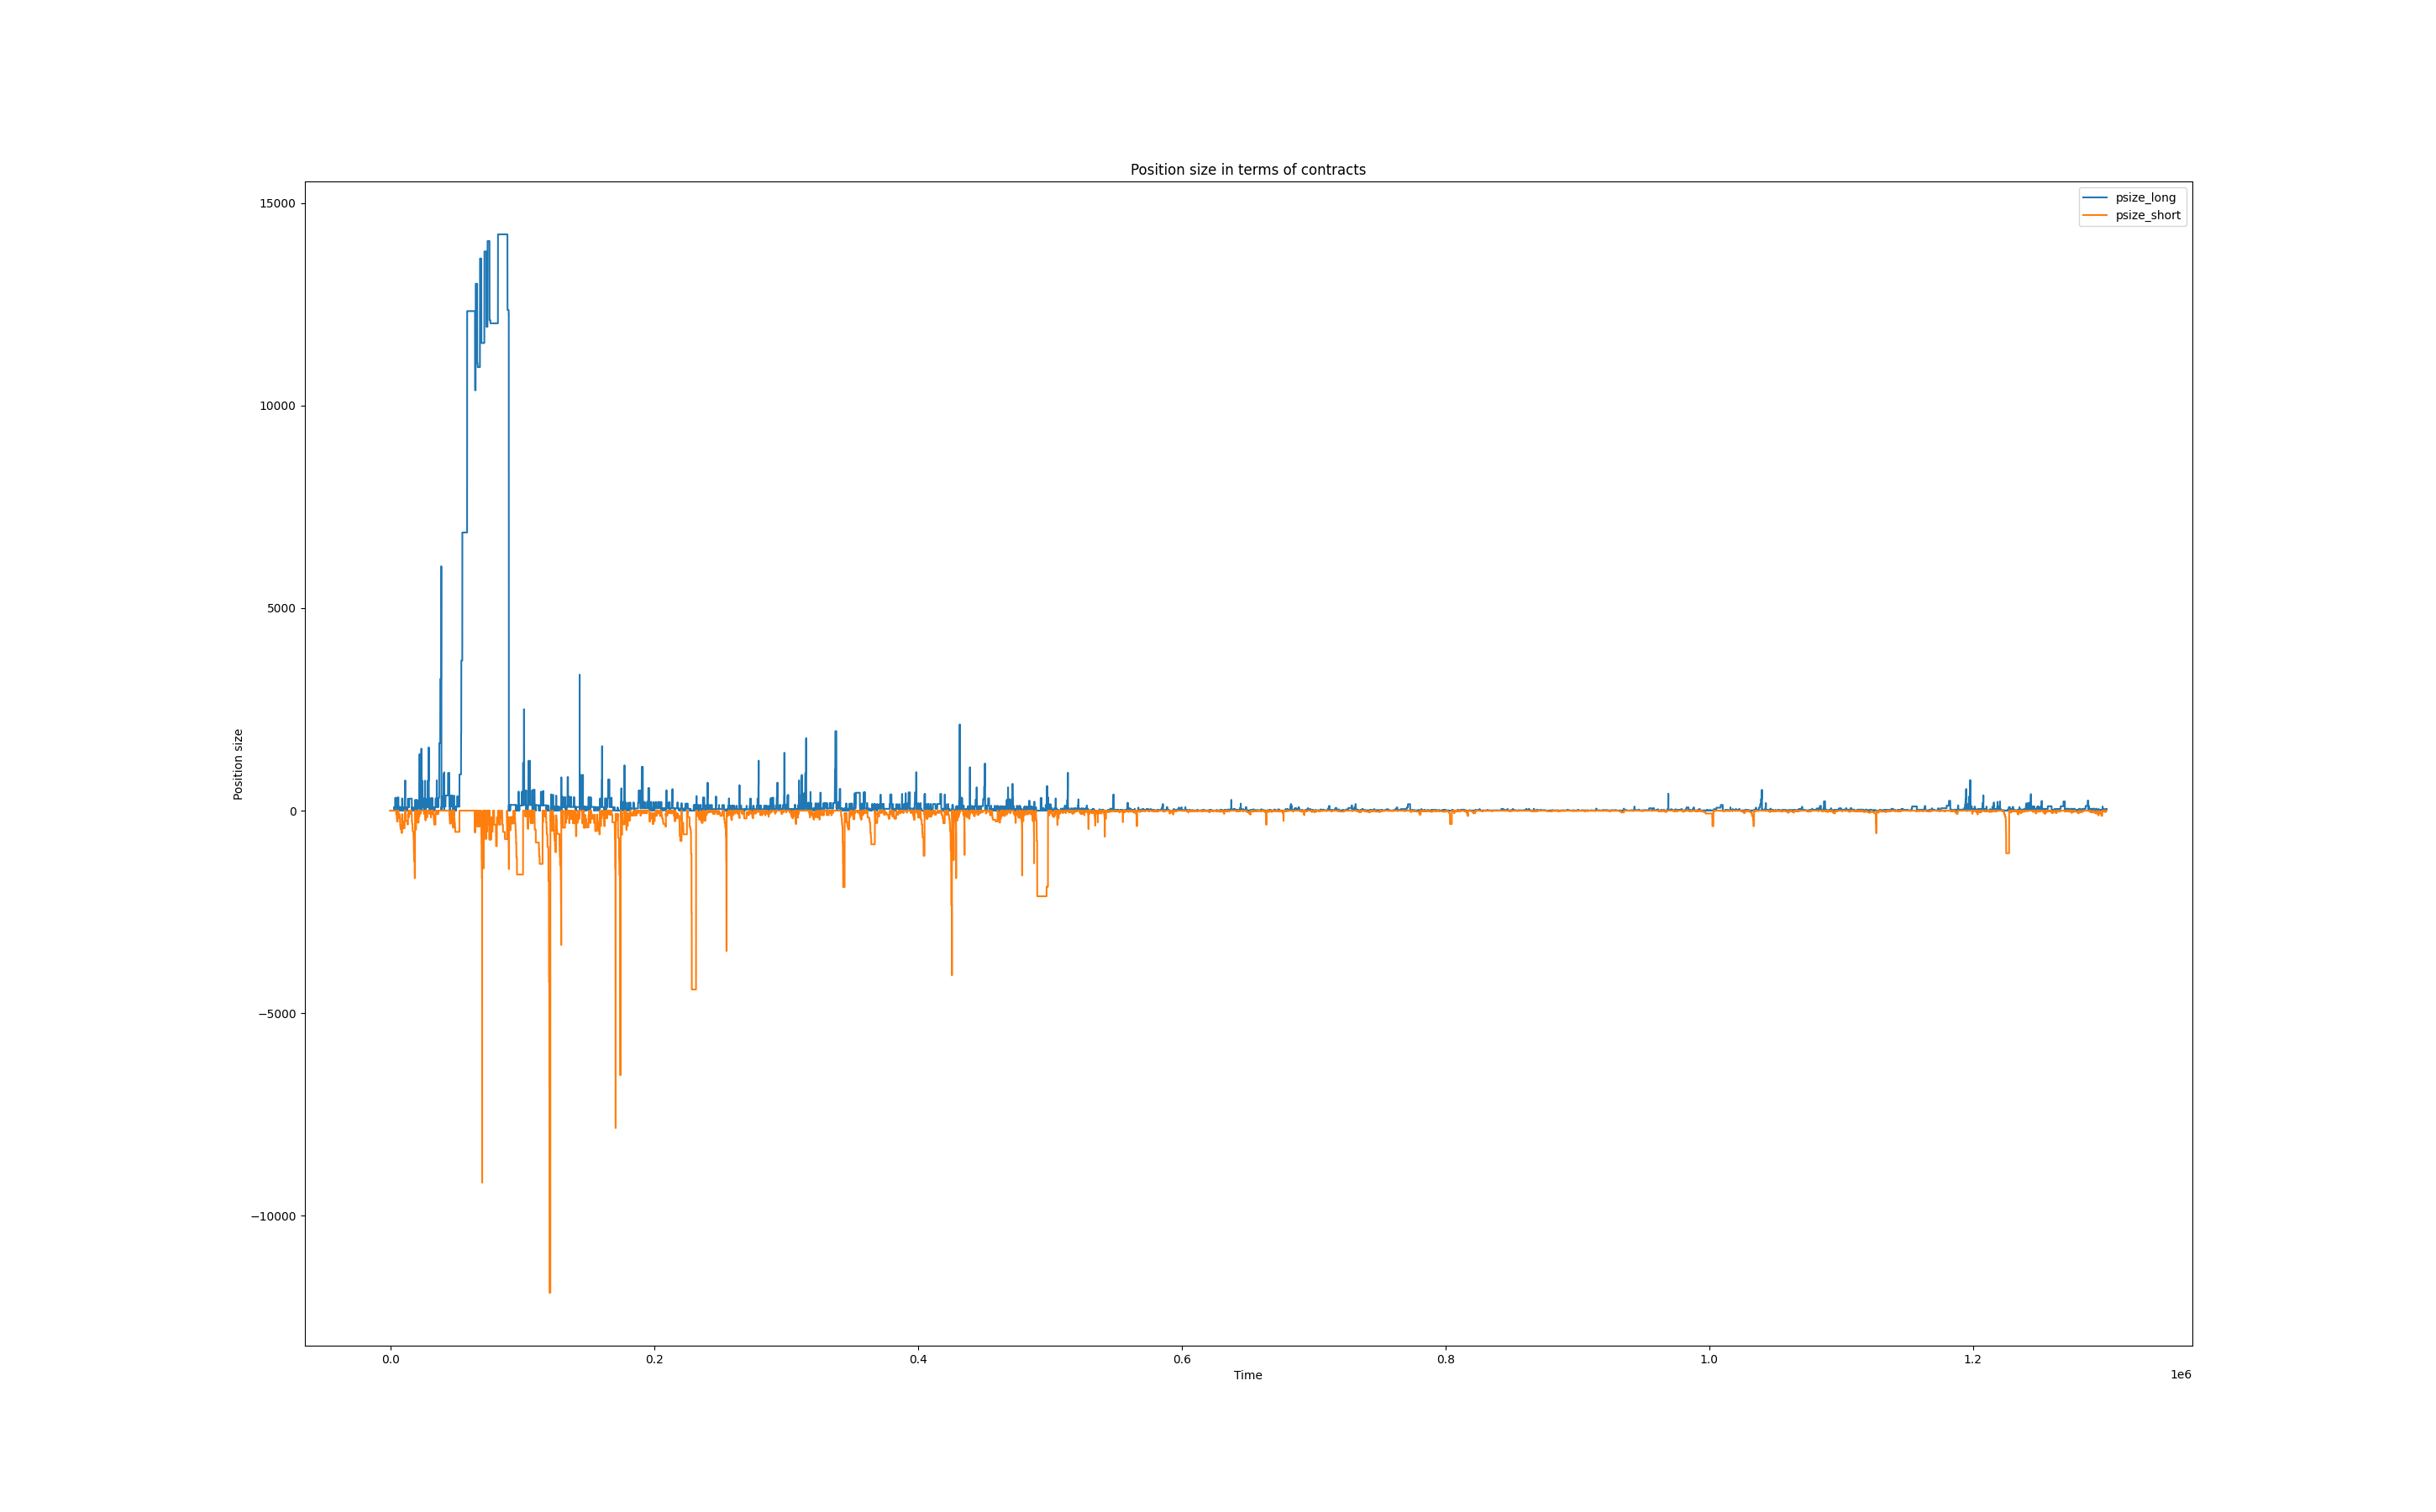 Position size in terms of contracts
psize_long
psize_short
15000
10000
5000
0
−5000
−10000
Position size
0.0
0.2
0.4
0.6
0.8
1.0
1.2
1e6
Time